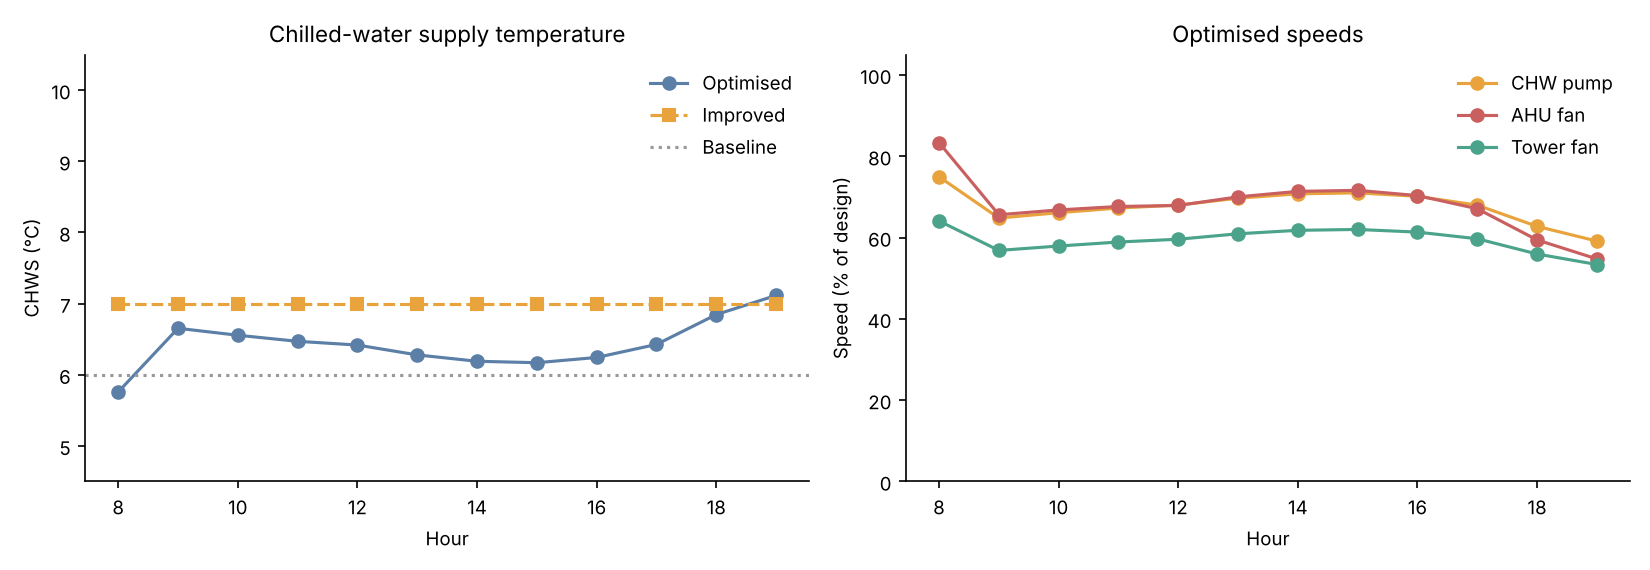 Chilled-water supply temperature
Optimised
Improved
Baseline
10
9
8
7
6
5
CHWS (°C)
8 10 12 14 16 18
Hour
Optimised speeds
CHW pump
AHU fan
Tower fan
100
80
60
40
20
0
Speed (% of design)
8 10 12 14 16 18
Hour